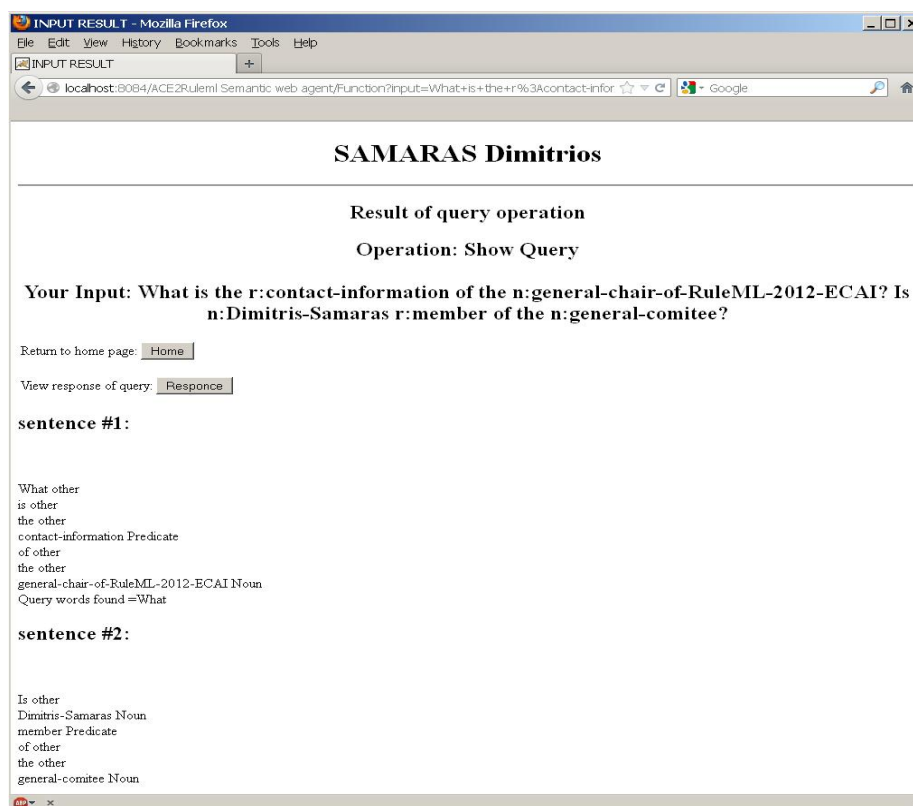 INPUT RESULT - Mozilla Firefox
File Edit View History Bookmarks Tools Help
INPUT RESULT +
localhost:8084/ACE2Ruleml Semantic web agent/Function?input=What+is+the+r%3Acontact-infor Google
SAMARAS Dimitrios
Result of query operation
Operation: Show Query
Your Input: What is the r:contact-information of the n:general-chair-of-RuleML-2012-ECAI? Is
n:Dimitris-Samaras r:member of the n:general-comitee?
Return to home page: Home
View response of query: Responce
sentence #1:
What other
is other
the other
contact-information Predicate
of other
the other
general-chair-of-RuleML-2012-ECAI Noun
Query words found =What
sentence #2:
Is other
Dimitris-Samaras Noun
member Predicate
of other
the other
general-comitee Noun
ABP